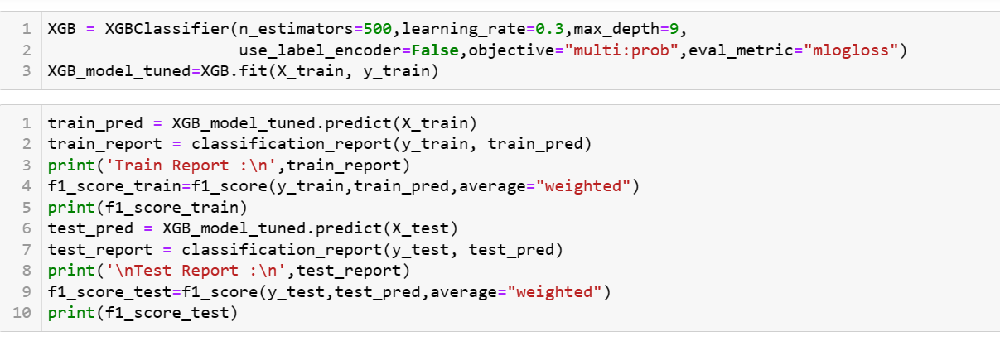 1 XGB = XGBClassifier(n_estimators=500,learning_rate=0.3,max_depth=9,
2                     use_label_encoder=False,objective="multi:prob",eval_metric="mlogloss")
3 XGB_model_tuned=XGB.fit(X_train, y_train)
1 train_pred = XGB_model_tuned.predict(X_train)
2 train_report = classification_report(y_train, train_pred)
3 print('Train Report :\n',train_report)
4 f1_score_train=f1_score(y_train,train_pred,average="weighted")
5 print(f1_score_train)
6 test_pred = XGB_model_tuned.predict(X_test)
7 test_report = classification_report(y_test, test_pred)
8 print('\nTest Report :\n',test_report)
9 f1_score_test=f1_score(y_test,test_pred,average="weighted")
10 print(f1_score_test)